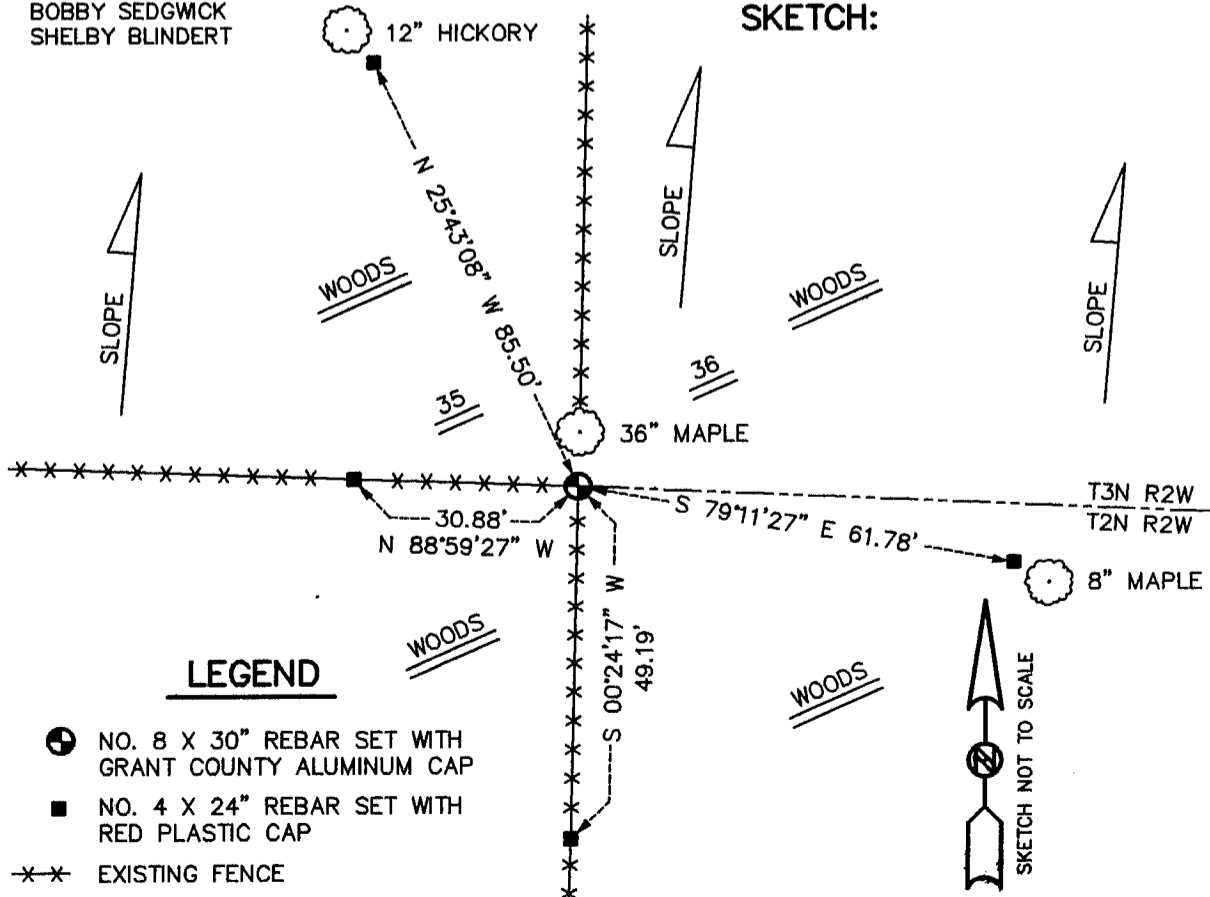 BOBBY SEDGWICK
SHELBY BLINDERT
SKETCH:
12" HICKORY
N 25°43'08" W 85.50'
SLOPE
SLOPE
SLOPE
WOODS
WOODS
35
36
36" MAPLE
T3N R2W
T2N R2W
30.88'
N 88°59'27" W
S 79°11'27" E 61.78'
8" MAPLE
S 00°24'17" W
49.19'
WOODS
WOODS
LEGEND
NO. 8 X 30" REBAR SET WITH
GRANT COUNTY ALUMINUM CAP
NO. 4 X 24" REBAR SET WITH
RED PLASTIC CAP
EXISTING FENCE
N
SKETCH NOT TO SCALE